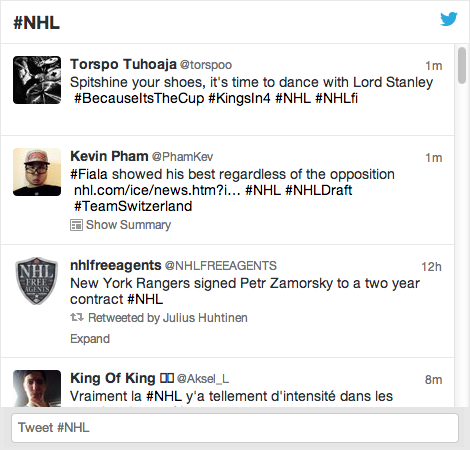 #NHL
Torspo Tuhoaja @torspoo 1m
Spitshine your shoes, it's time to dance with Lord Stanley
#BecauseItsTheCup #KingsIn4 #NHL #NHLfi
Kevin Pham @PhamKev 1m
#Fiala showed his best regardless of the opposition
nhl.com/ice/news.htm?i… #NHL #NHLDraft
#TeamSwitzerland
Show Summary
NHL
FREE
AGENTS
nhlfreeagents @NHLFREEAGENTS 12h
New York Rangers signed Petr Zamorsky to a two year
contract #NHL
Retweeted by Julius Huhtinen
Expand
King Of King @Aksel_L 8m
Vraiment la #NHL y'a tellement d'intensité dans les
Tweet #NHL